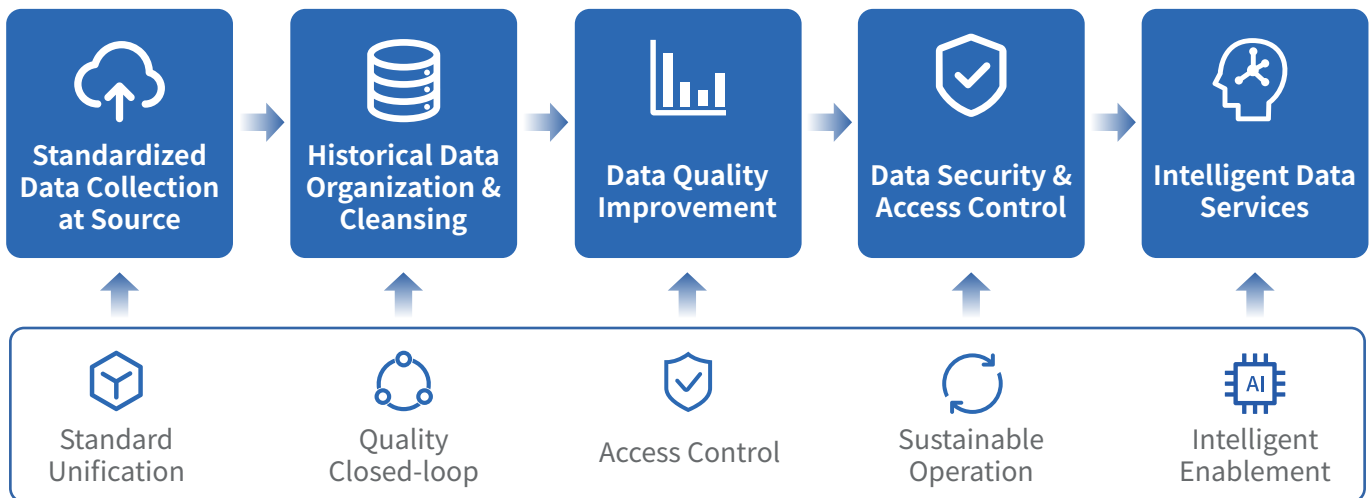 Standardized
Data Collection
at Source
Historical Data
Organization &
Cleansing
Data Quality
Improvement
Data Security &
Access Control
Intelligent Data
Services
Standard
Unification
Quality
Closed-loop
Access Control
Sustainable
Operation
AI
Intelligent
Enablement